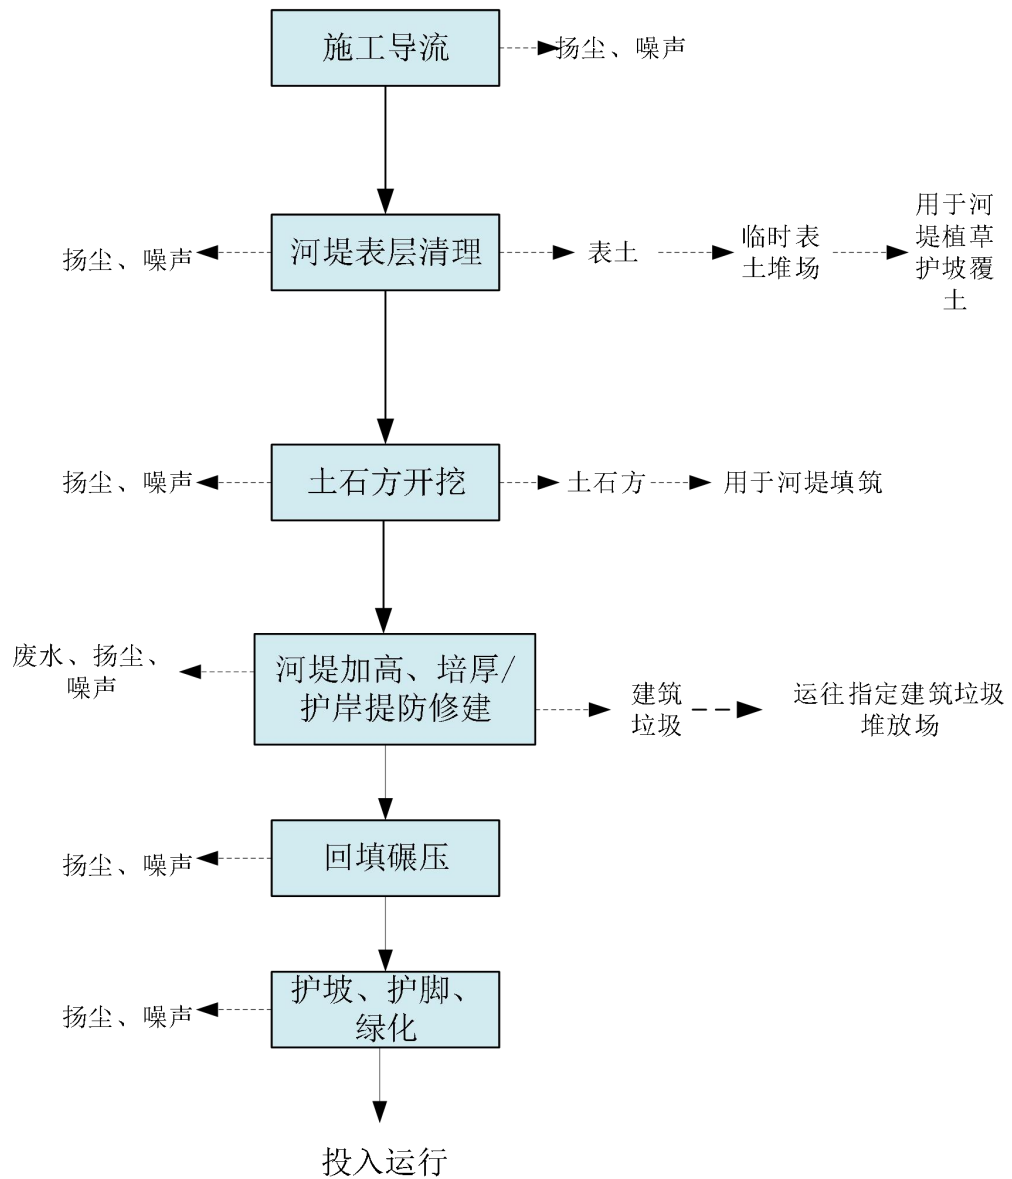 施工导流
扬尘、噪声
扬尘、噪声
河堤表层清理
表土
临时表
土堆场
用于河
堤植草
护坡覆
土
扬尘、噪声
土石方开挖
土石方
用于河堤填筑
废水、扬尘、
噪声
河堤加高、培厚/
护岸提防修建
建筑
垃圾
运往指定建筑垃圾
堆放场
扬尘、噪声
回填碾压
扬尘、噪声
护坡、护脚、
绿化
投入运行